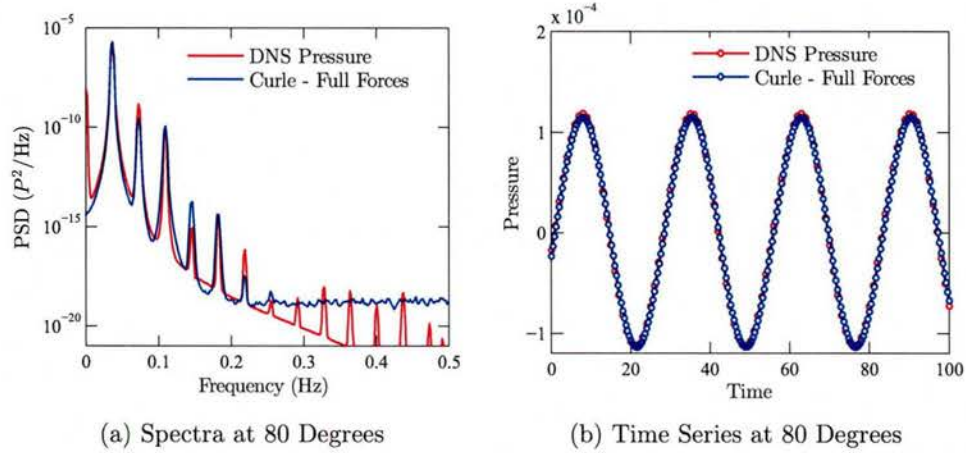 10⁻⁵
10⁻¹⁰
10⁻¹⁵
10⁻²⁰
PSD (P²/Hz)
DNS Pressure
Curle - Full Forces
0
0.1
0.2
0.3
0.4
0.5
Frequency (Hz)
(a) Spectra at 80 Degrees
x 10⁻⁴
2
1
0
-1
Pressure
DNS Pressure
Curle - Full Forces
0
20
40
60
80
100
Time
(b) Time Series at 80 Degrees